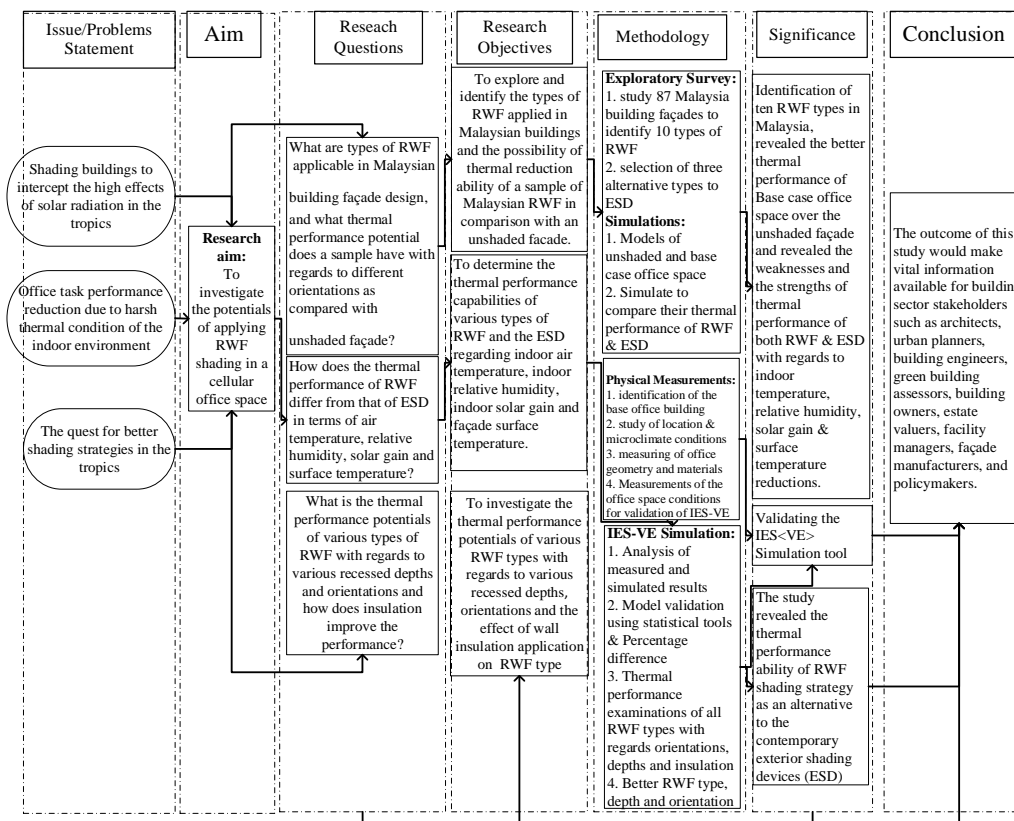 Issue/Problems
Statement
Aim
Reseach
Questions
Research
Objectives
Methodology
Significance
Conclusion
Shading buildings to
intercept the high effects
of solar radiation in the
tropics
Office task performance
reduction due to harsh
thermal condition of the
indoor environment
The quest for better
shading strategies in the
tropics
Research
aim:
To
investigate
the potentials
of applying
RWF
shading in a
cellular
office space
What are types of RWF
applicable in Malaysian
building façade design,
and what thermal
performance potential
does a sample have with
regards to different
orientations as
compared with
unshaded façade?
How does the thermal
performance of RWF
differ from that of ESD
in terms of air
temperature, relative
humidity, solar gain and
surface temperature?
What is the thermal
performance potentials
of various types of
RWF with regards to
various recessed depths
and orientations and
how does insulation
improve the
performance?
To explore and
identify the types of
RWF applied in
Malaysian buildings
and the possibility of
thermal reduction
ability of a sample of
Malaysian RWF in
comparison with an
unshaded facade.
To determine the
thermal performance
capabilities of
various types of
RWF and the ESD
regarding indoor air
temperature, indoor
relative humidity,
indoor solar gain and
façade surface
temperature.
To investigate the
thermal performance
potentials of various
RWF types with
regards to various
recessed depths,
orientations and the
effect of wall
insulation application
on RWF type
Exploratory Survey:
1. study 87 Malaysia
building façades to
identify 10 types of
RWF
2. selection of three
alternative types to
ESD
Simulations:
1. Models of
unshaded and base
case office space
2. Simulate to
compare their thermal
performance of RWF
& ESD
Physical Measurements:
1. identification of the
base office building
2. study of location &
microclimate conditions
3. measuring of office
geometry and materials
4. Measurements of the
office space conditions
for validation of IES-VE
IES-VE Simulation:
1. Analysis of
measured and
simulated results
2. Model validation
using statistical tools
& Percentage
difference
3. Thermal
performance
examinations of all
RWF types with
regards orientations,
depths and insulation
4. Better RWF type,
depth and orientation
Identification of
ten RWF types in
Malaysia,
revealed the better
thermal
performance of
Base case office
space over the
unshaded façade
and revealed the
weaknesses and
the strengths of
thermal
performance of
both RWF & ESD
with regards to
indoor
temperature,
relative humidity,
solar gain &
surface
temperature
reductions.
Validating the
IES<VE>
Simulation tool
The study
revealed the
thermal
performance
ability of RWF
shading strategy
as an alternative
to the
contemporary
exterior shading
devices (ESD)
The outcome of this
study would make
vital information
available for building
sector stakeholders
such as architects,
urban planners,
building engineers,
green building
assessors, building
owners, estate
valuers, facility
managers, façade
manufacturers, and
policymakers.